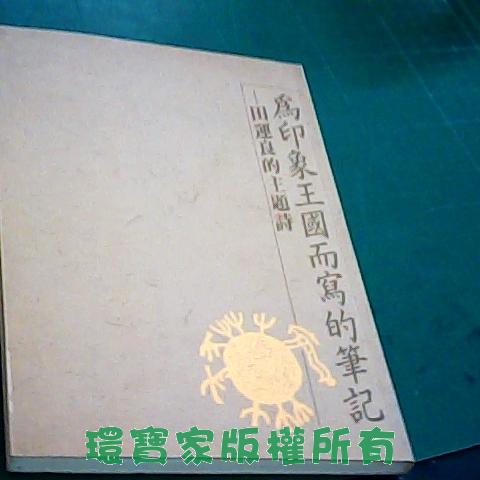 為印象王國而寫的筆記
—田運良的主題詩
環寶家版權所有